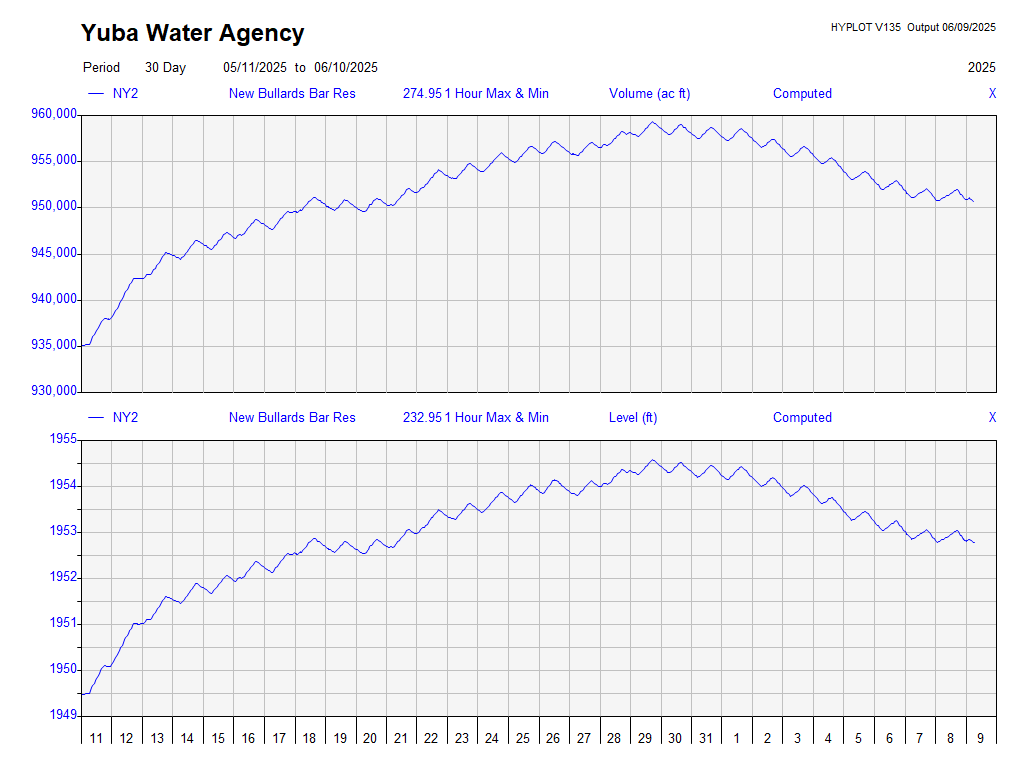 Yuba Water Agency
HYPLOT V135 Output 06/09/2025
Period 30 Day 05/11/2025 to 06/10/2025 2025
NY2 New Bullards Bar Res 274.95 1 Hour Max & Min Volume (ac ft) Computed X
960,000
955,000
950,000
945,000
940,000
935,000
930,000
NY2 New Bullards Bar Res 232.95 1 Hour Max & Min Level (ft) Computed X
1955
1954
1953
1952
1951
1950
1949
11 12 13 14 15 16 17 18 19 20 21 22 23 24 25 26 27 28 29 30 31 1 2 3 4 5 6 7 8 9